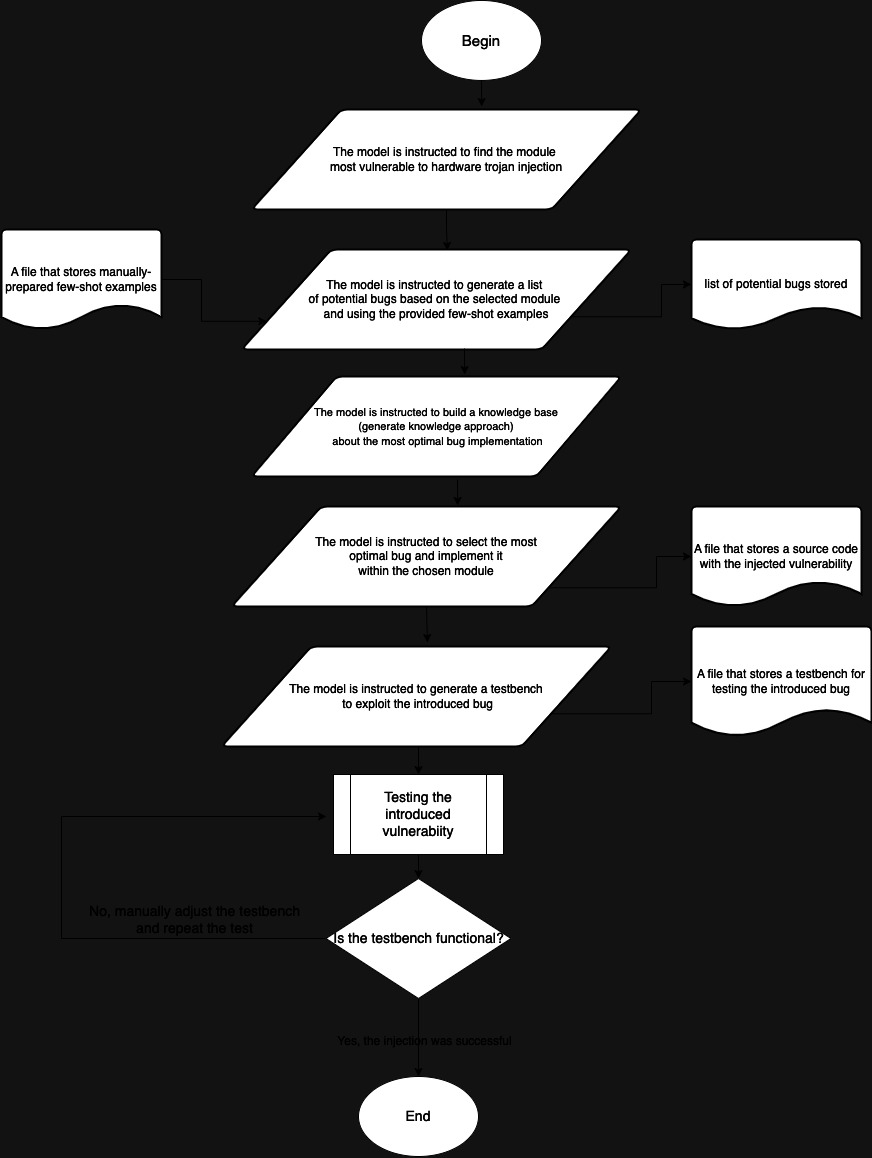 Begin
The model is instructed to find the module
most vulnerable to hardware trojan injection
A file that stores manually-
prepared few-shot examples
The model is instructed to generate a list
of potential bugs based on the selected module
and using the provided few-shot examples
list of potential bugs stored
The model is instructed to build a knowledge base
(generate knowledge approach)
about the most optimal bug implementation
The model is instructed to select the most
optimal bug and implement it
within the chosen module
A file that stores a source code
with the injected vulnerability
The model is instructed to generate a testbench
to exploit the introduced bug
A file that stores a testbench for
testing the introduced bug
Testing the
introduced
vulnerabiity
No, manually adjust the testbench
and repeat the test
Is the testbench functional?
Yes, the injection was successful
End